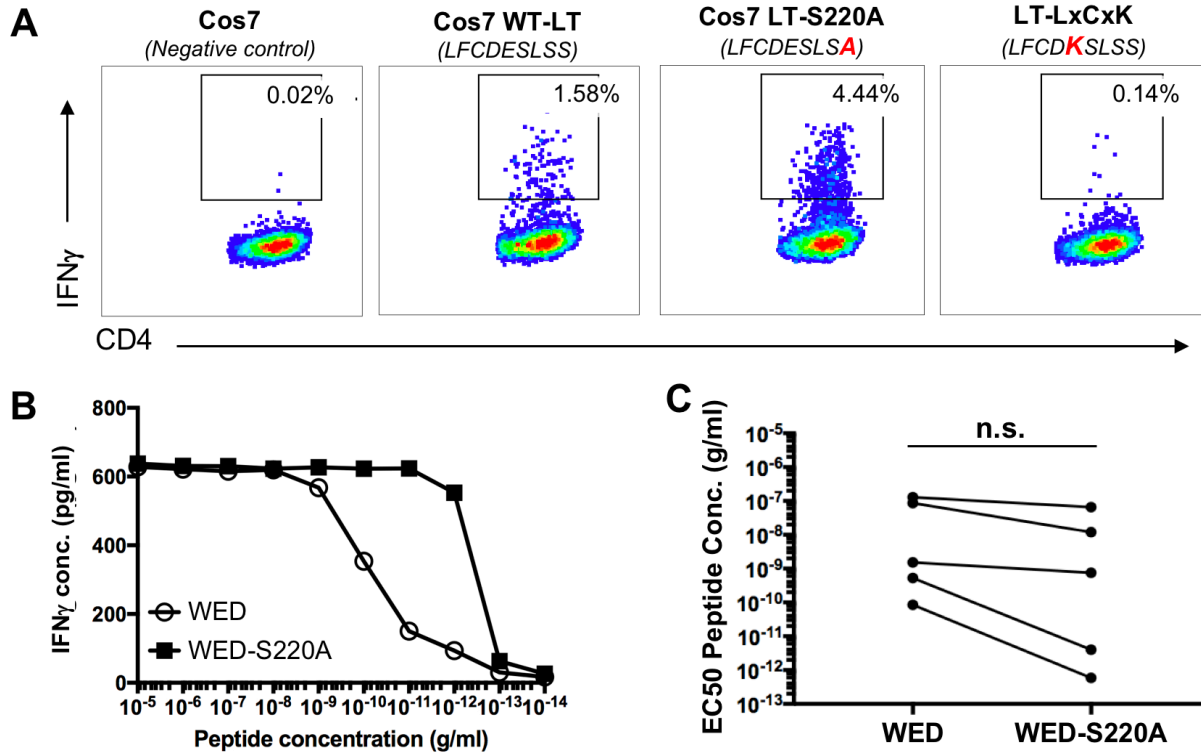 A
Cos7
(Negative control)
Cos7 WT-LT
(LFCDESLSS)
Cos7 LT-S220A
(LFCDESLSA)
LT-LxCxK
(LFCDKSLSS)
0.02%
1.58%
4.44%
0.14%
IFNγ
CD4
B
IFNγ conc. (pg/ml)
800
600
400
200
0
WED
WED-S220A
10-5 10-6 10-7 10-8 10-9 10-10 10-11 10-12 10-13 10-14
Peptide concentration (g/ml)
C
EC50 Peptide Conc. (g/ml)
n.s.
10-5
10-6
10-7
10-8
10-9
10-10
10-11
10-12
10-13
WED WED-S220A